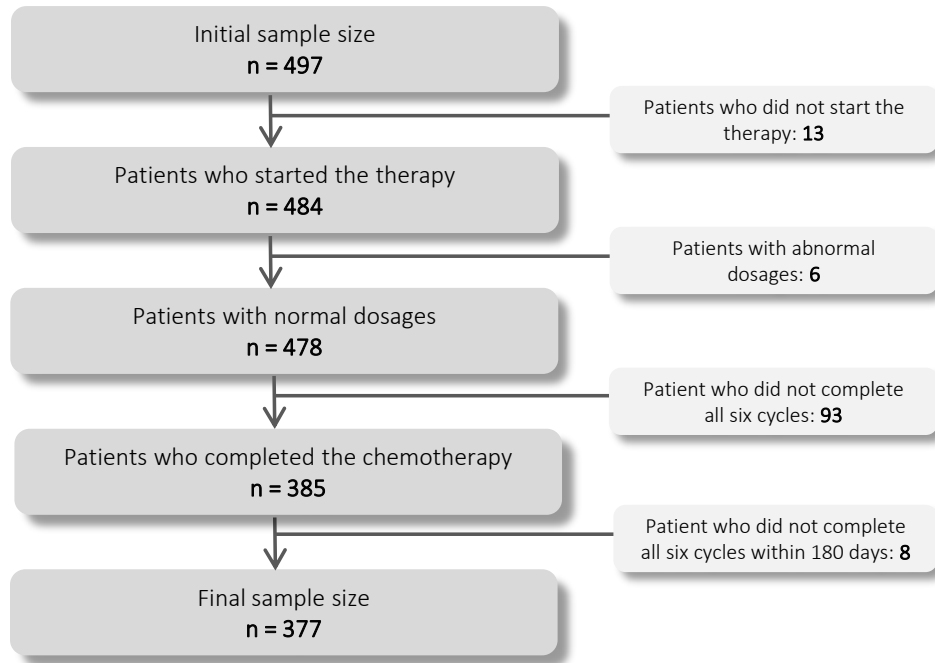 Initial sample size
n = 497
Patients who did not start the
therapy: 13
Patients who started the therapy
n = 484
Patients with abnormal
dosages: 6
Patients with normal dosages
n = 478
Patient who did not complete
all six cycles: 93
Patients who completed the chemotherapy
n = 385
Patient who did not complete
all six cycles within 180 days: 8
Final sample size
n = 377